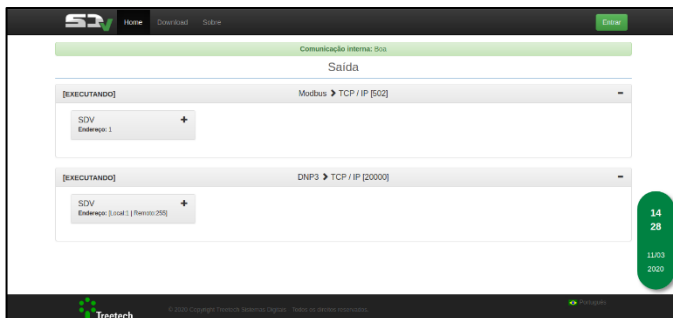 SDV Home Download Sobre Entrar
Comunicação interna: Boa
Saída
[EXECUTANDO] Modbus > TCP / IP [502] -
SDV +
Endereço: 1
[EXECUTANDO] DNP3 > TCP / IP [20000] -
SDV +
Endereço: [Local:1 | Remoto:255]
14
28
11/03
2020
Treetech © 2020 Copyright Treetech Sistemas Digitais - Todos os direitos reservados. Português